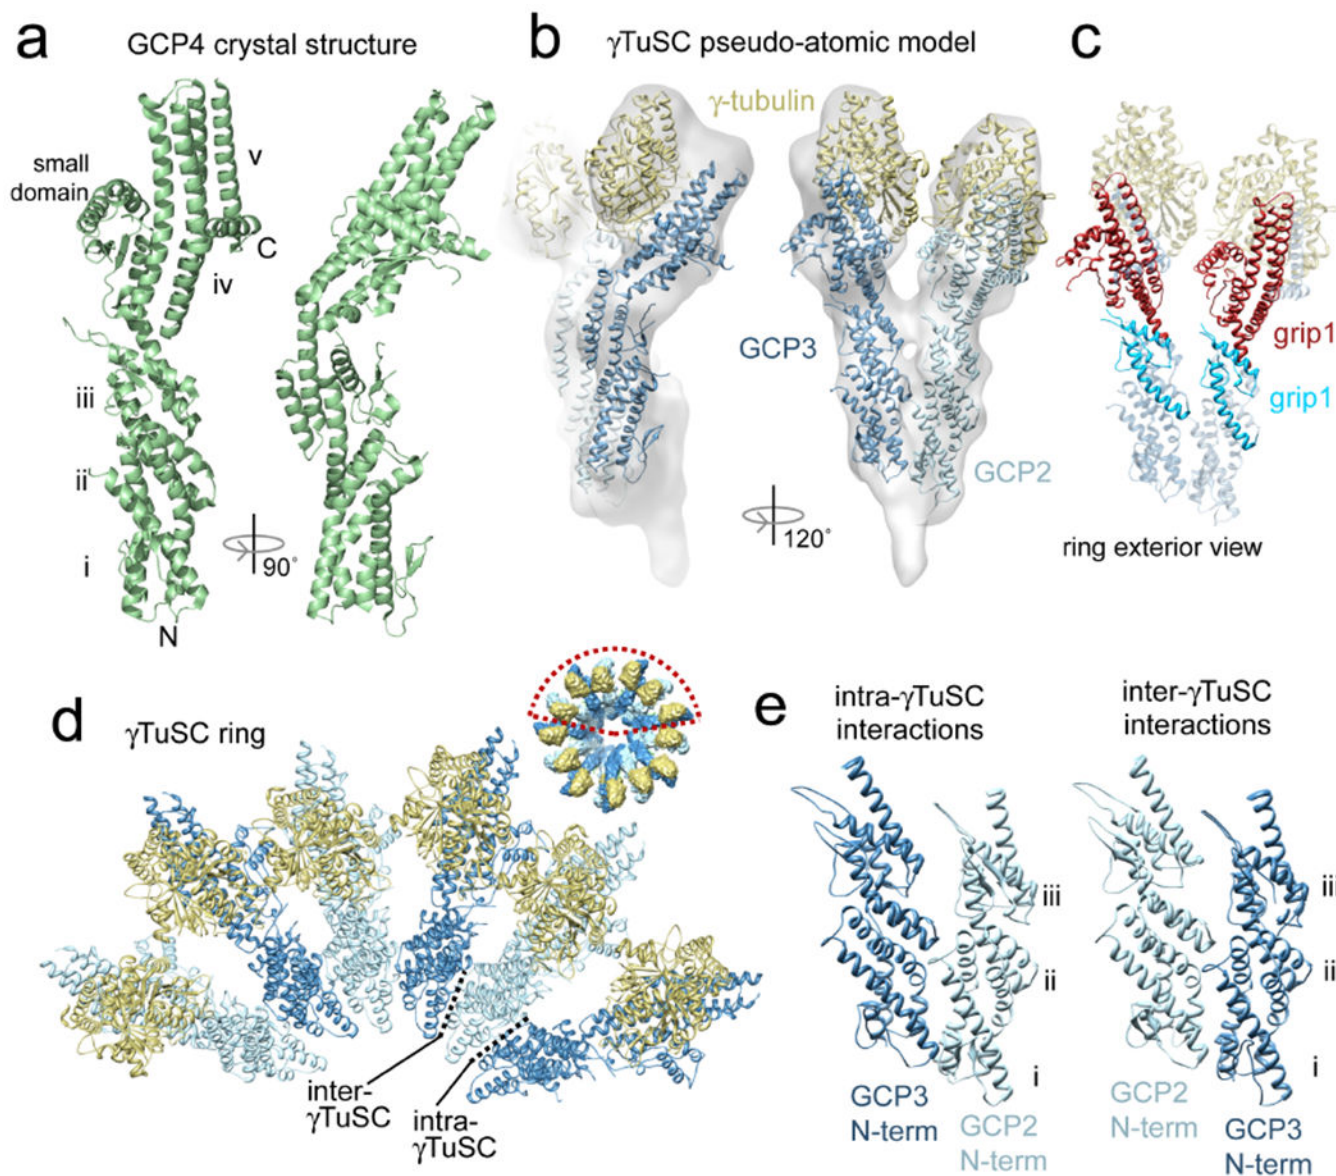 a
GCP4 crystal structure
small
domain
v
C
iv
iii
ii
i
90°
N
b
γTuSC pseudo-atomic model
γ-tubulin
GCP3
GCP2
120°
c
grip1
grip1
ring exterior view
d
γTuSC ring
inter-
γTuSC
intra-
γTuSC
e
intra-γTuSC
interactions
inter-γTuSC
interactions
iii
ii
i
GCP3
N-term
GCP2
N-term
iii
ii
i
GCP2
N-term
GCP3
N-term